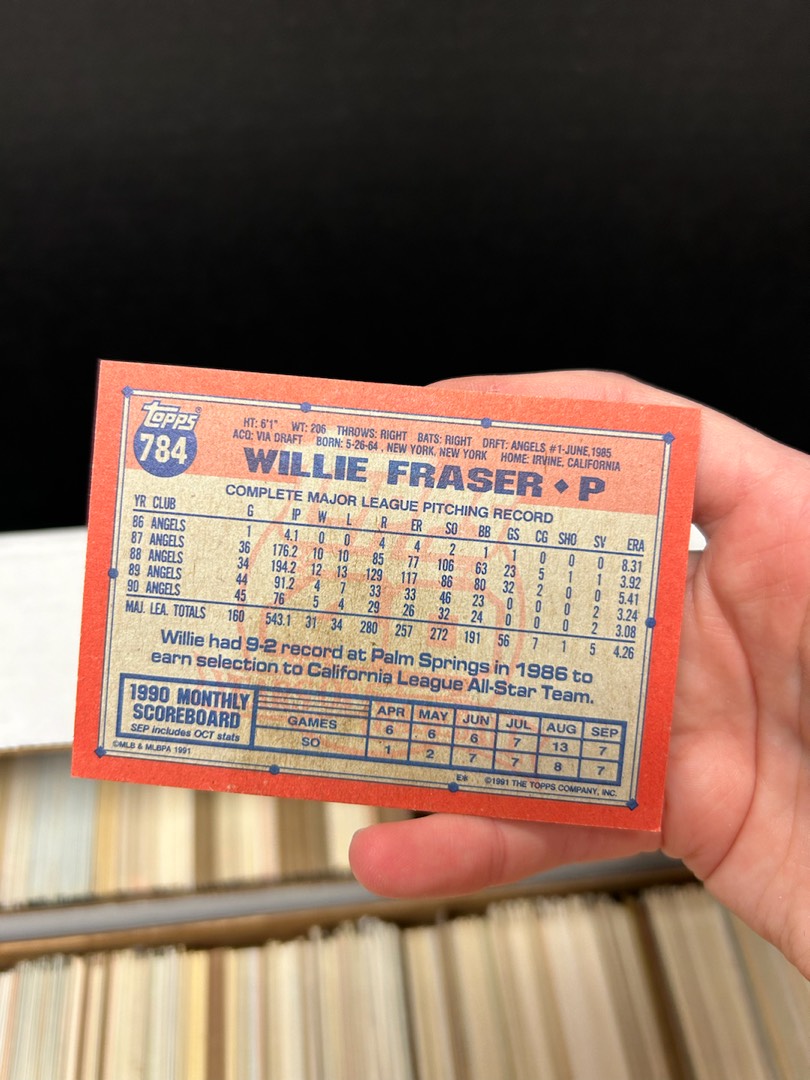 Topps®
784
HT: 6'1" WT: 206 THROWS: RIGHT BATS: RIGHT DRFT: ANGELS, #1-JUNE,1985
ACQ: VIA DRAFT BORN: 5-26-64, NEW YORK, NEW YORK HOME: IRVINE, CALIFORNIA
WILLIE FRASER ♦ P
COMPLETE MAJOR LEAGUE PITCHING RECORD
YR CLUB G IP W L R ER SO BB GS CG SHO SV ERA
86 ANGELS 1 4.1 0 0 4 4 2 1 1 0 0 0 8.31
87 ANGELS 36 176.2 10 10 85 77 106 63 23 5 1 1 3.92
88 ANGELS 34 194.2 12 13 129 117 86 80 32 2 0 0 5.41
89 ANGELS 44 91.2 4 7 33 33 46 23 0 0 0 2 3.24
90 ANGELS 45 76 5 4 29 26 32 24 0 0 0 2 3.08
MAJ. LEA. TOTALS 160 543.1 31 34 280 257 272 191 56 7 1 5 4.26
Willie had 9-2 record at Palm Springs in 1986 to
earn selection to California League All-Star Team.
1990 MONTHLY
SCOREBOARD
SEP includes OCT stats
APR MAY JUN JUL AUG SEP
GAMES 6 6 6 7 13 7
SO 1 2 7 7 8 7
©MLB & MLBPA 1991
E* ©1991 THE TOPPS COMPANY, INC.